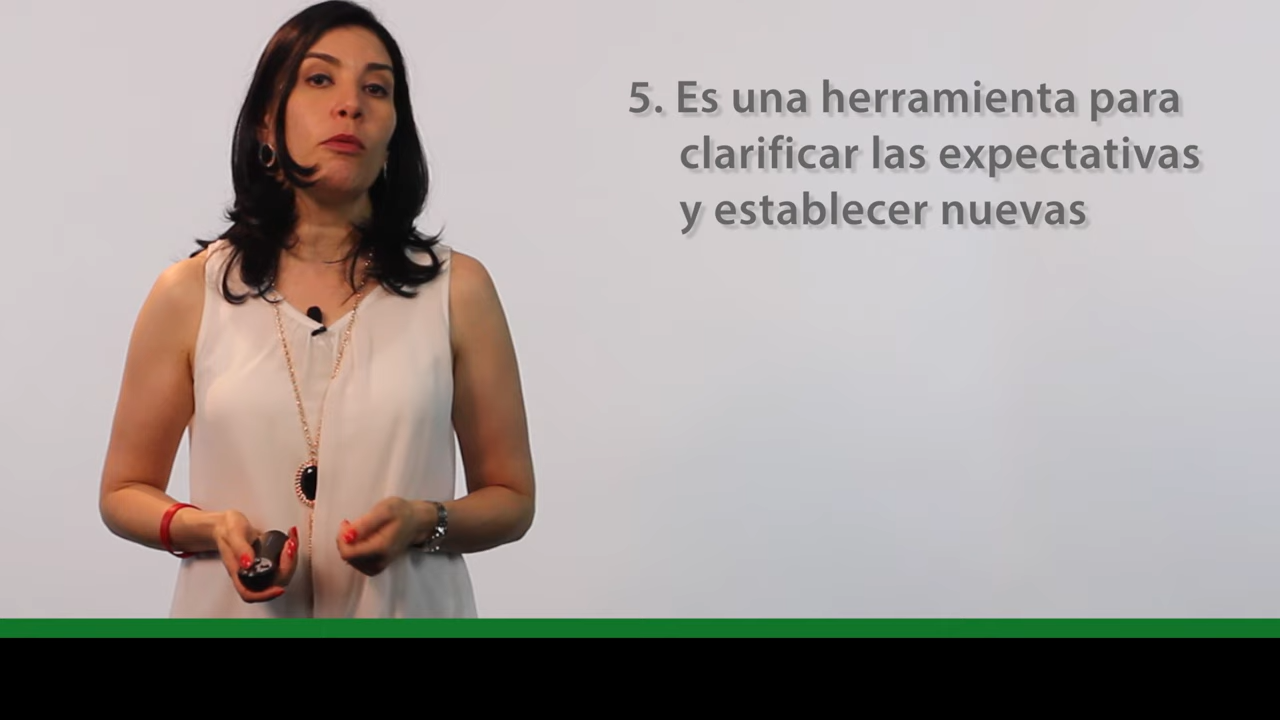 5. Es una herramienta para
clarificar las expectativas
y establecer nuevas